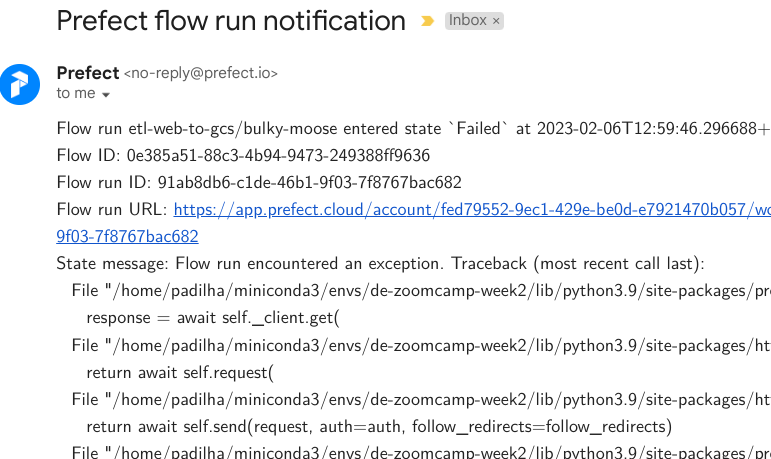 Prefect flow run notification Inbox ×
Prefect <no-reply@prefect.io>
to me
Flow run etl-web-to-gcs/bulky-moose entered state `Failed` at 2023-02-06T12:59:46.296688+
Flow ID: 0e385a51-88c3-4b94-9473-249388ff9636
Flow run ID: 91ab8db6-c1de-46b1-9f03-7f8767bac682
Flow run URL: https://app.prefect.cloud/account/fed79552-9ec1-429e-be0d-e7921470b057/wo
9f03-7f8767bac682
State message: Flow run encountered an exception. Traceback (most recent call last):
File "/home/padilha/miniconda3/envs/de-zoomcamp-week2/lib/python3.9/site-packages/pre
response = await self._client.get(
File "/home/padilha/miniconda3/envs/de-zoomcamp-week2/lib/python3.9/site-packages/htt
return await self.request(
File "/home/padilha/miniconda3/envs/de-zoomcamp-week2/lib/python3.9/site-packages/htt
return await self.send(request, auth=auth, follow_redirects=follow_redirects)
File "/home/padilha/miniconda3/envs/de-zoomcamp-week2/lib/python3.9/site-packages/pre